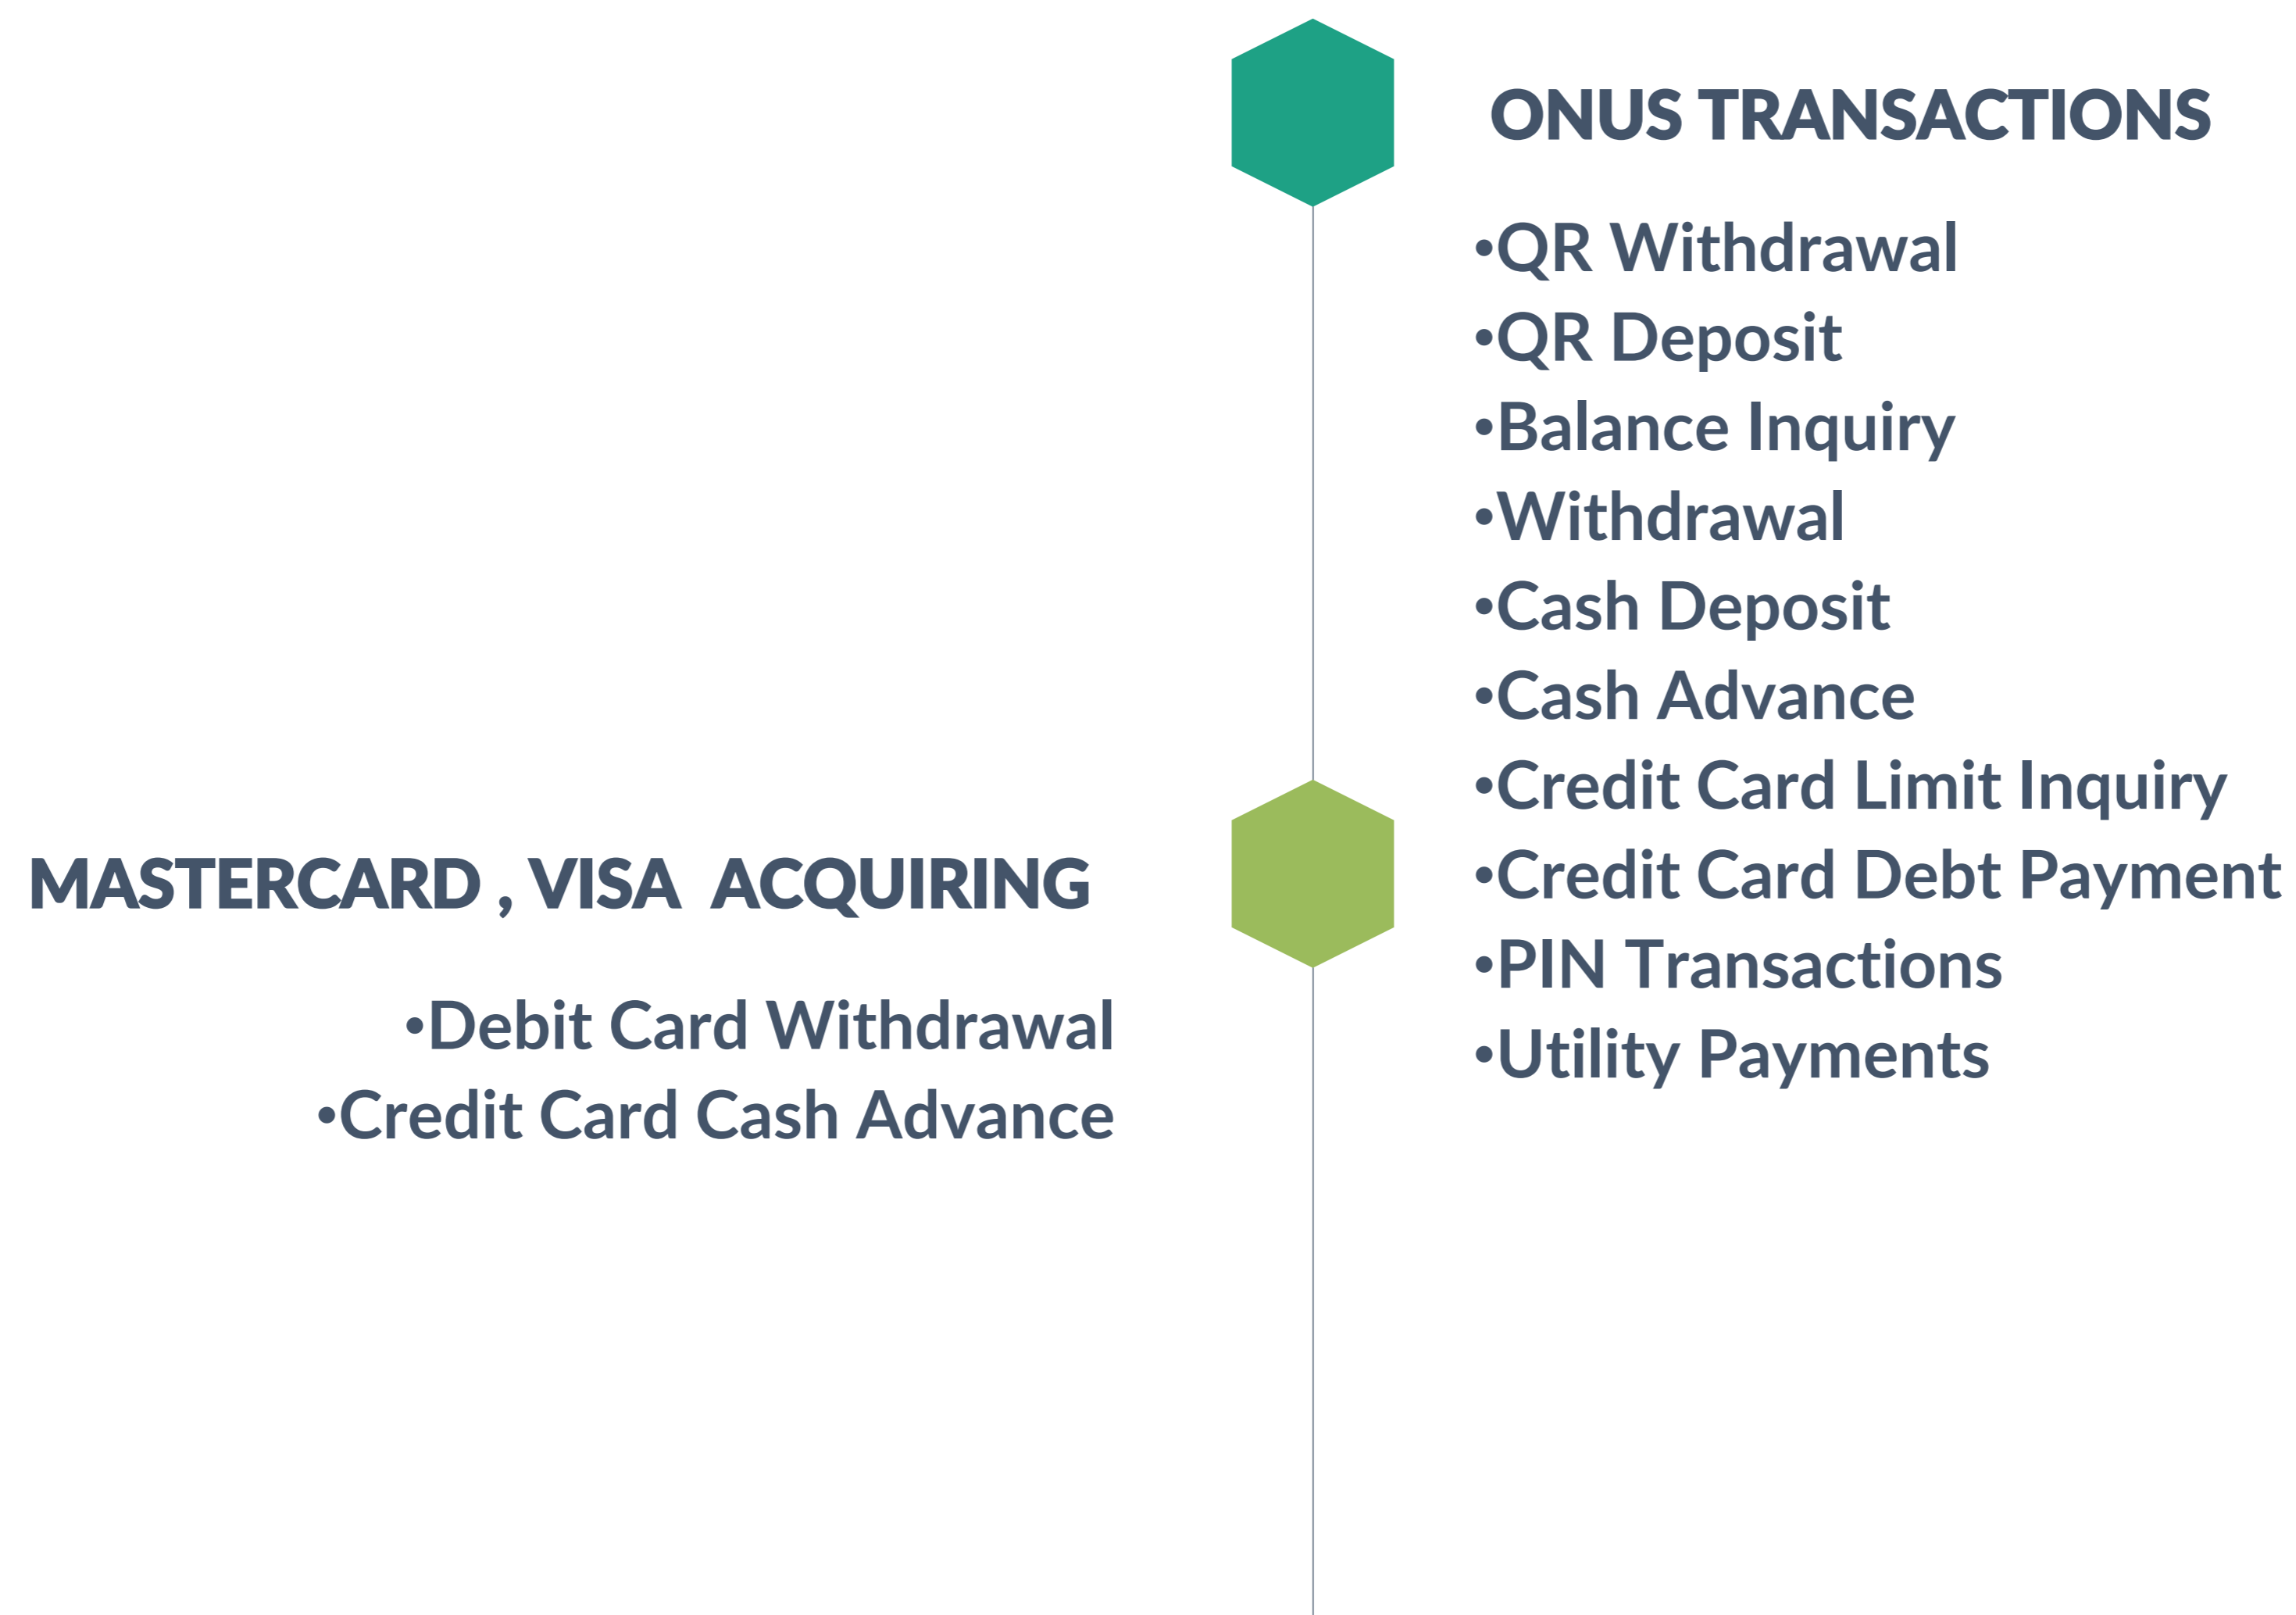 ONUS TRANSACTIONS
•QR Withdrawal
•QR Deposit
•Balance Inquiry
•Withdrawal
•Cash Deposit
•Cash Advance
•Credit Card Limit Inquiry
•Credit Card Debt Payment
•PIN Transactions
•Utility Payments
MASTERCARD , VISA  ACQUIRING
•Debit Card Withdrawal
•Credit Card Cash Advance